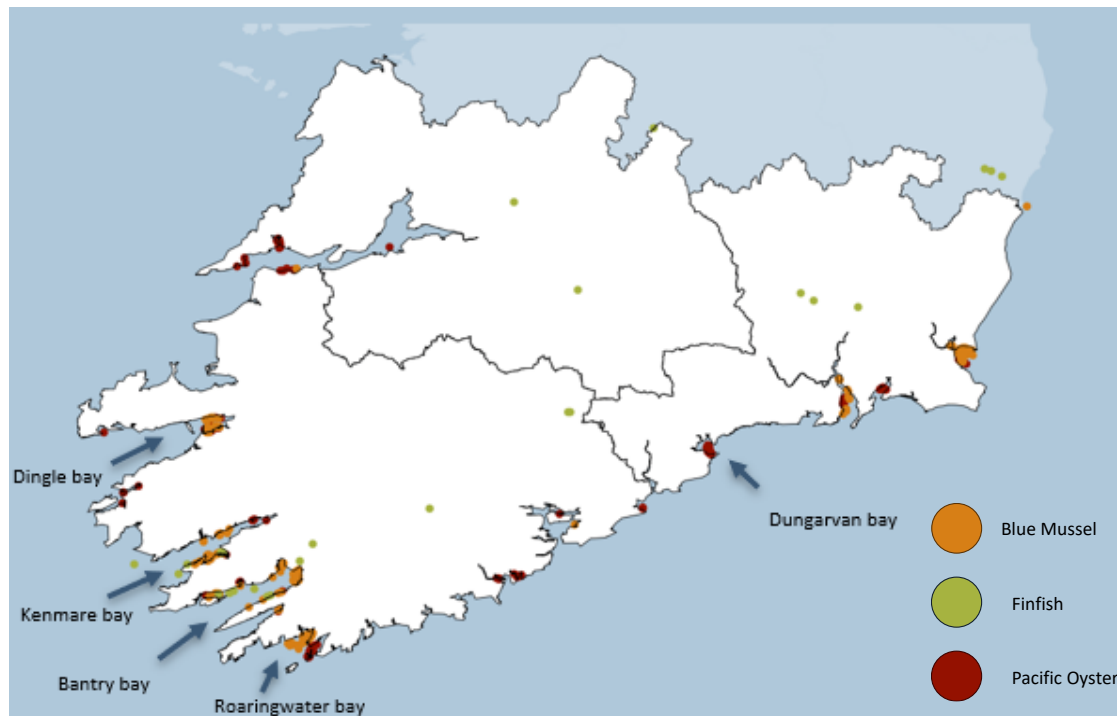 Dingle bay
Kenmare bay
Bantry bay
Roaringwater bay
Dungarvan bay
Blue Mussel
Finfish
Pacific Oyster